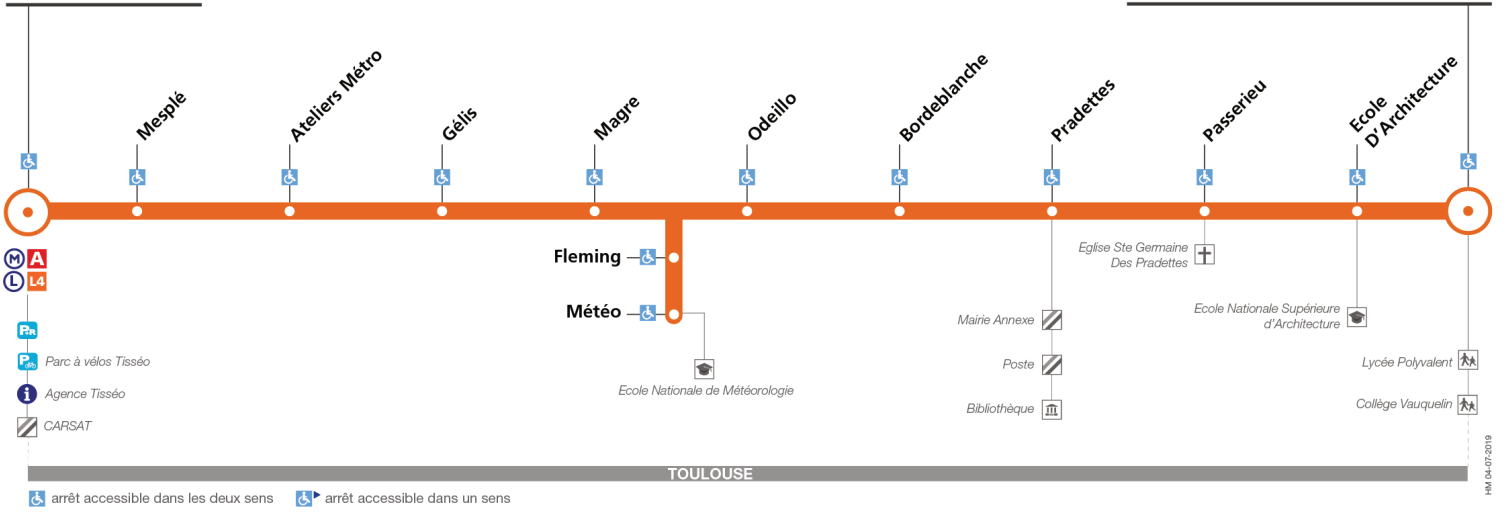 Mesplé
Ateliers Métro
Gélis
Magre
Odeillo
Bordeblanche
Pradettes
Passerieu
Ecole
D'Architecture
M A
L L4
P+R
P
Parc à vélos Tisséo
i Agence Tisséo
CARSAT
Fleming
Météo
Ecole Nationale de Météorologie
Mairie Annexe
Poste
Bibliothèque
Eglise Ste Germaine
Des Pradettes
Ecole Nationale Supérieure
d'Architecture
Lycée Polyvalent
Collège Vauquelin
TOULOUSE
arrêt accessible dans les deux sens
arrêt accessible dans un sens
HM 04-07-2019